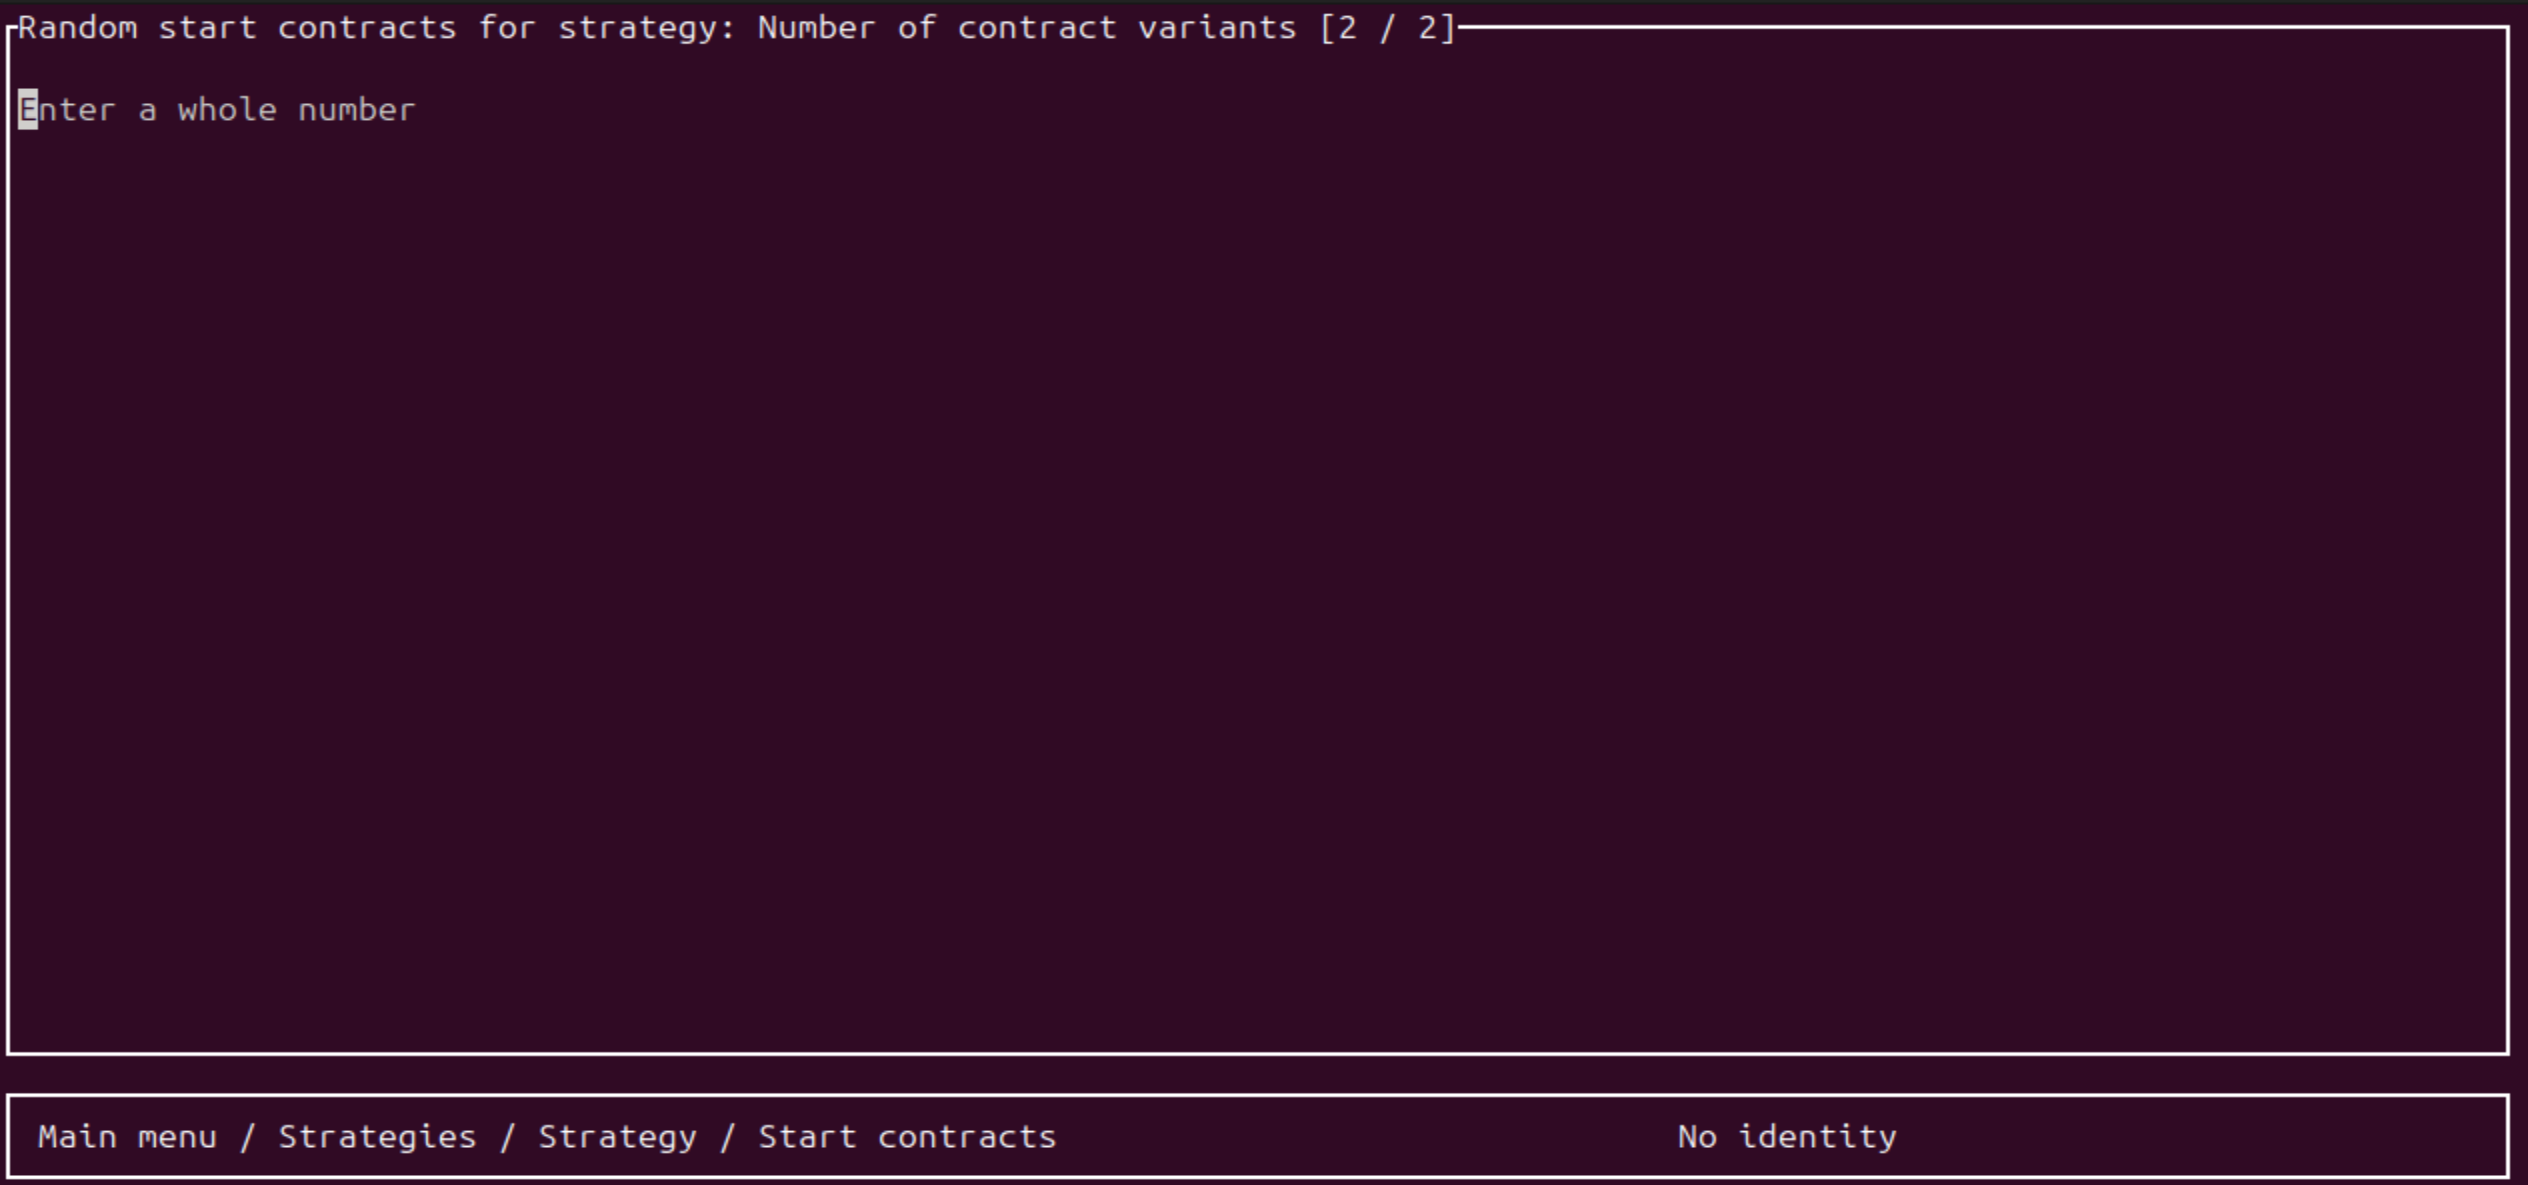 Random start contracts for strategy: Number of contract variants [2 / 2]
Enter a whole number
Main menu / Strategies / Strategy / Start contracts No identity